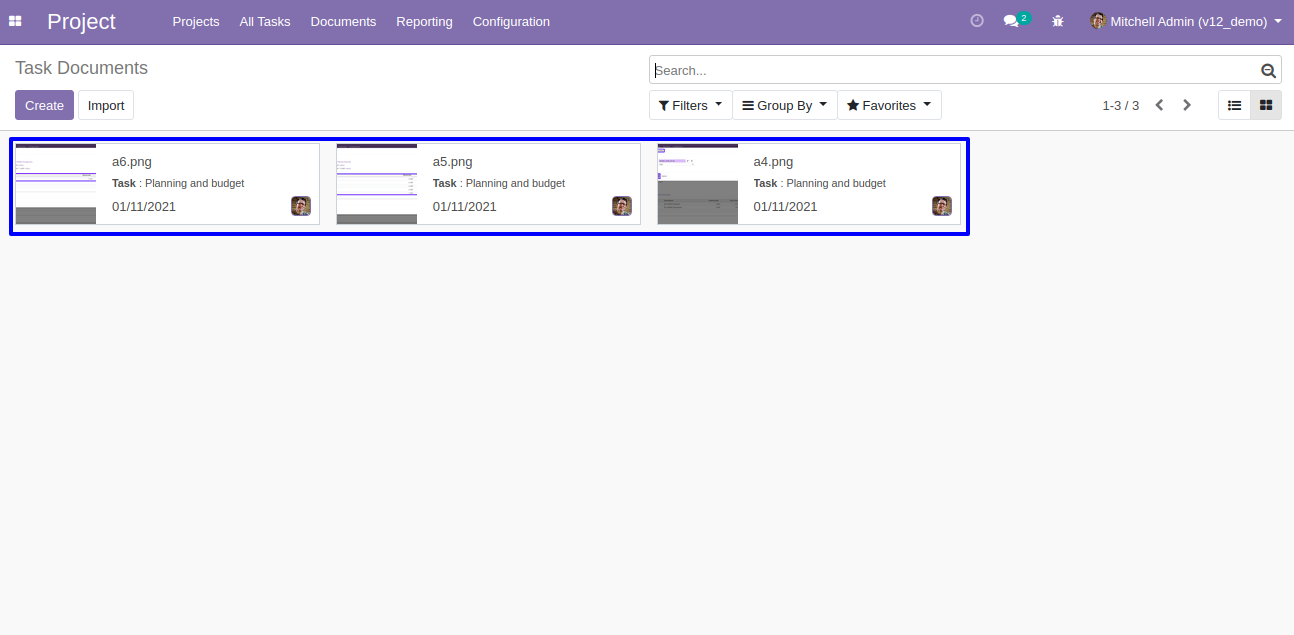 Project Projects All Tasks Documents Reporting Configuration 2 Mitchell Admin (v12_demo)
Task Documents
Search...
Create Import
Filters Group By Favorites 1-3 / 3
a6.png
Task : Planning and budget
01/11/2021
a5.png
Task : Planning and budget
01/11/2021
a4.png
Task : Planning and budget
01/11/2021